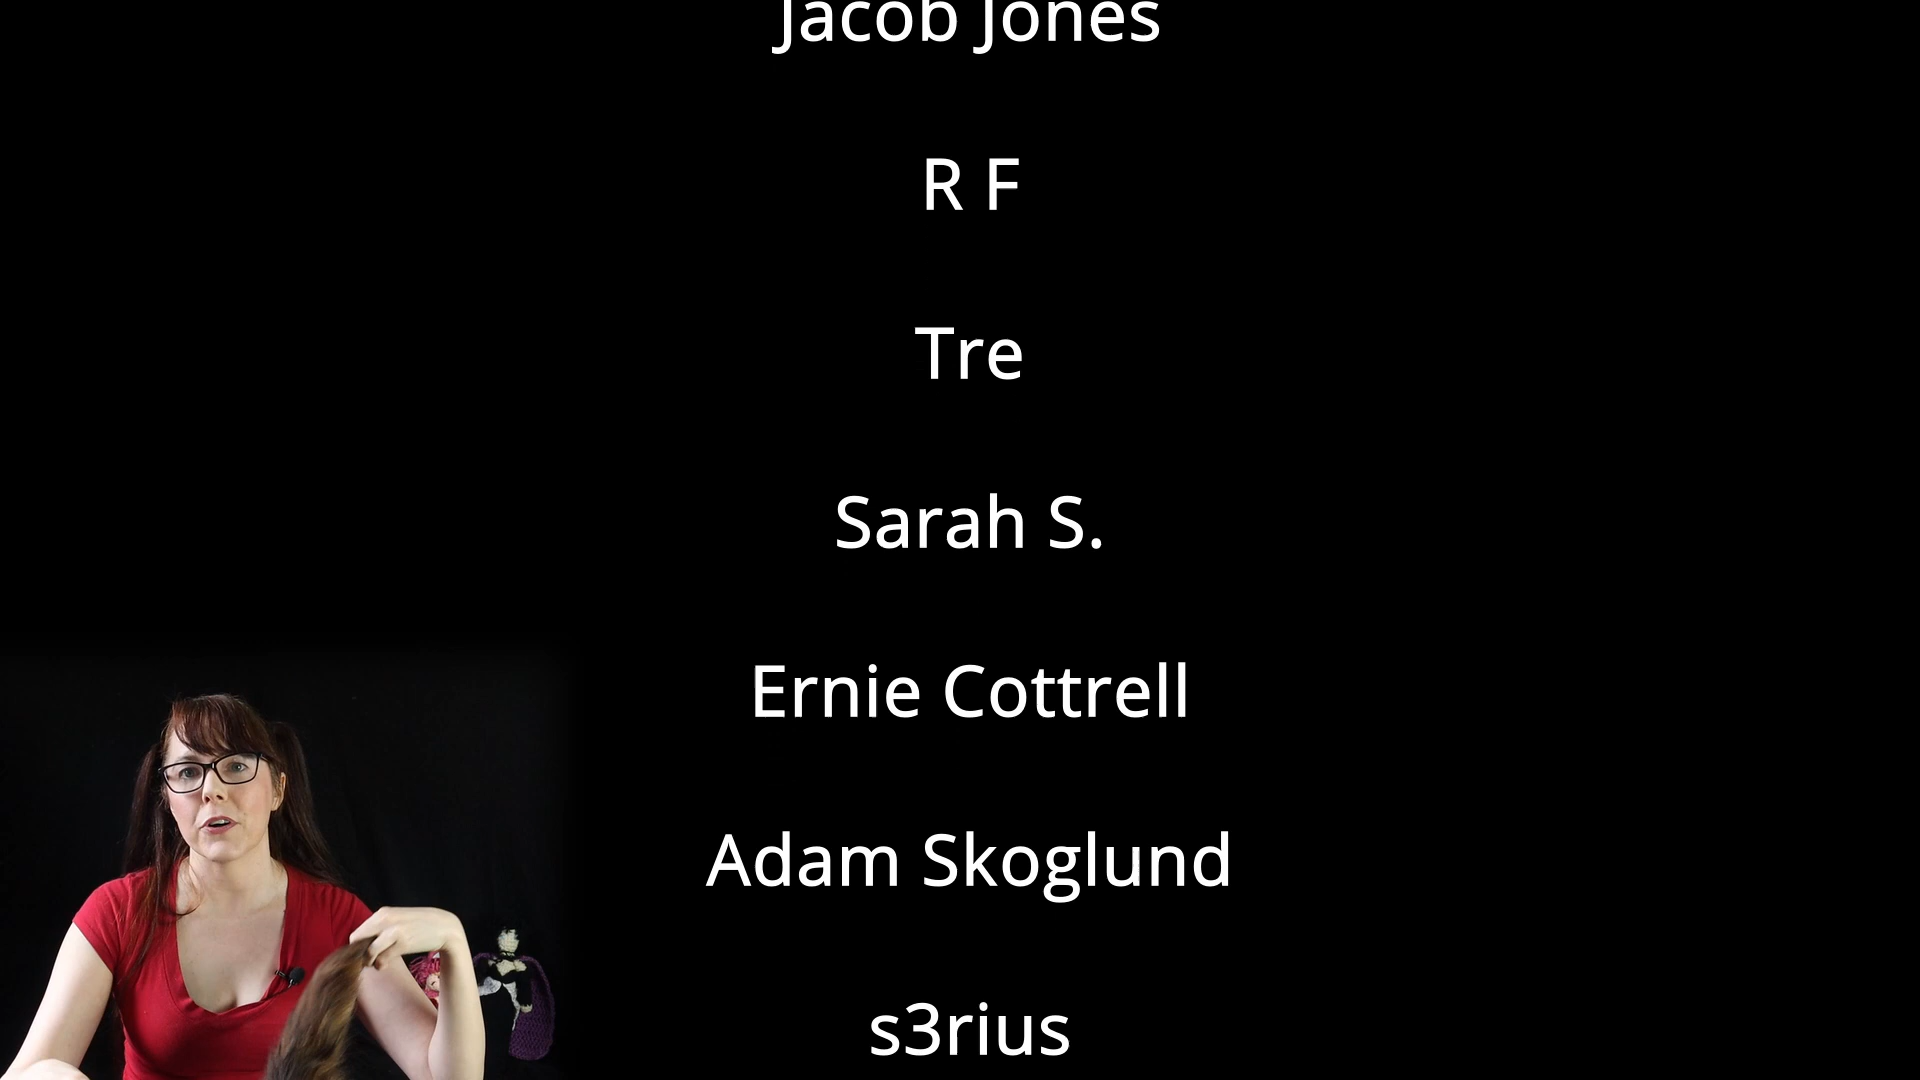 Jacob Jones
R F
Tre
Sarah S.
Ernie Cottrell
Adam Skoglund
s3rius